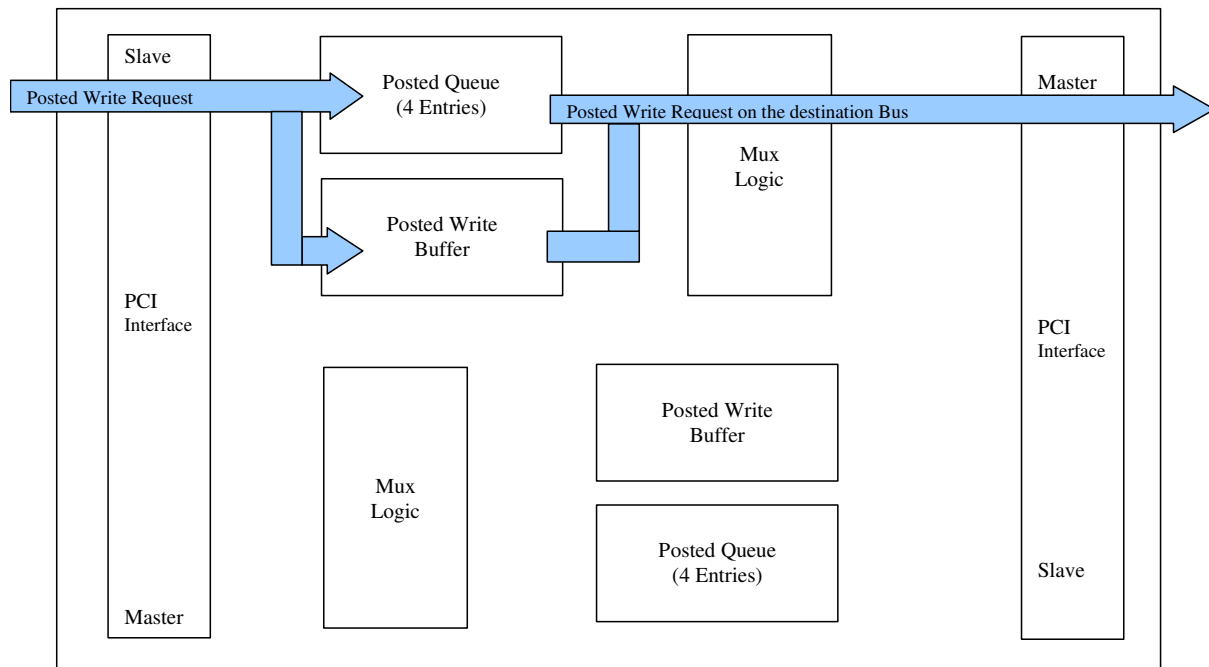 Slave
Posted Write Request
Posted Queue
(4 Entries)
Master
Posted Write Request on the destination Bus
Mux
Logic
Posted Write
Buffer
PCI
Interface
PCI
Interface
Mux
Logic
Posted Write
Buffer
Posted Queue
(4 Entries)
Slave
Master